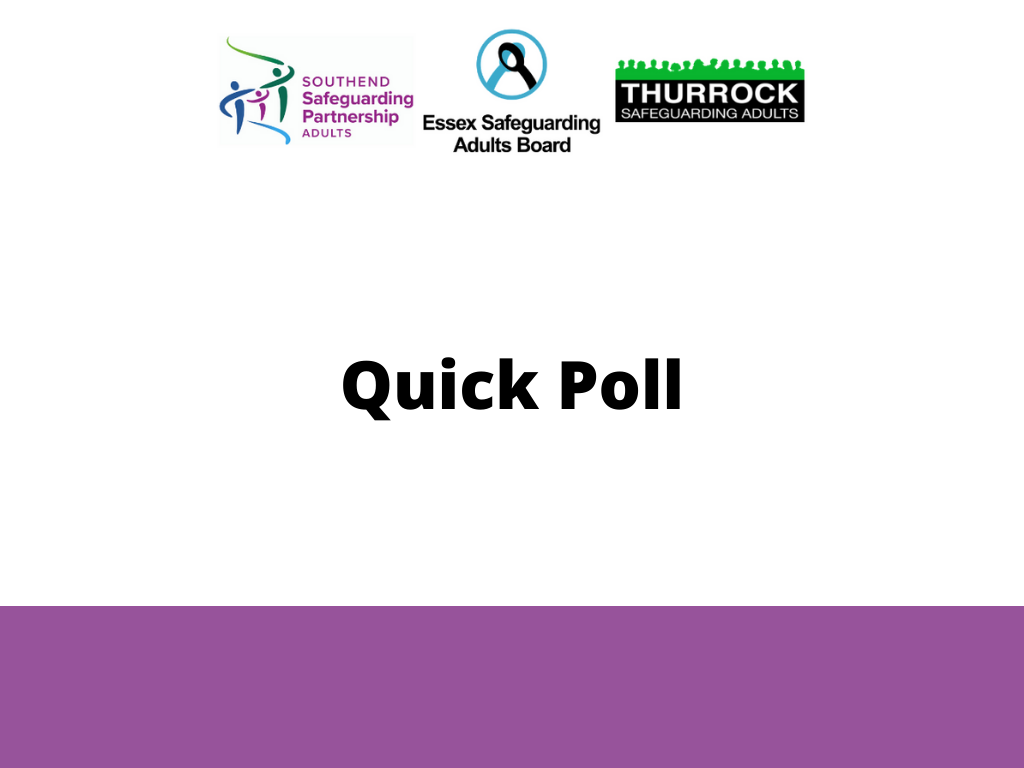 SOUTHEND
Safeguarding
Partnership
ADULTS
Essex Safeguarding
Adults Board
THURROCK
SAFEGUARDING ADULTS
Quick Poll